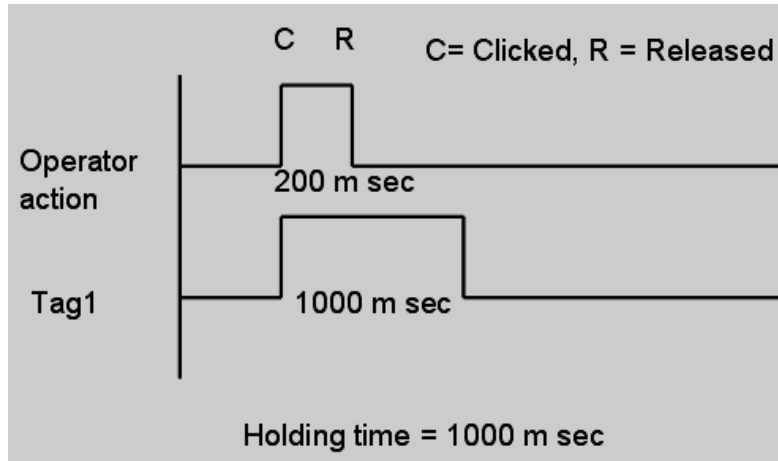 C R
C= Clicked, R = Released
Operator
action
200 m sec
Tag1
1000 m sec
Holding time = 1000 m sec